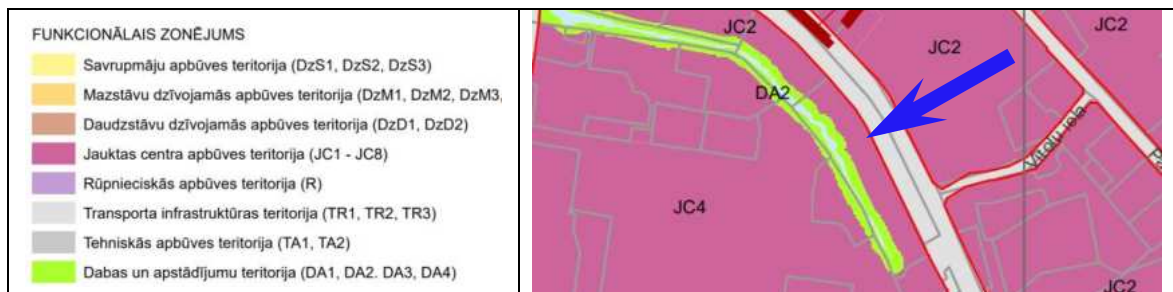 FUNKCIONĀLAIS ZONĒJUMS
Savrupmāju apbūves teritorija (DzS1, DzS2, DzS3)
Mazstāvu dzīvojamās apbūves teritorija (DzM1, DzM2, DzM3,
Daudzstāvu dzīvojamās apbūves teritorija (DzD1, DzD2)
Jauktas centra apbūves teritorija (JC1 - JC8)
Rūpnieciskās apbūves teritorija (R)
Transporta infrastruktūras teritorija (TR1, TR2, TR3)
Tehniskās apbūves teritorija (TA1, TA2)
Dabas un apstādījumu teritorija (DA1, DA2. DA3, DA4)
JC2
JC2
JC2
DA2
Vītolu iela
JC4
JC2